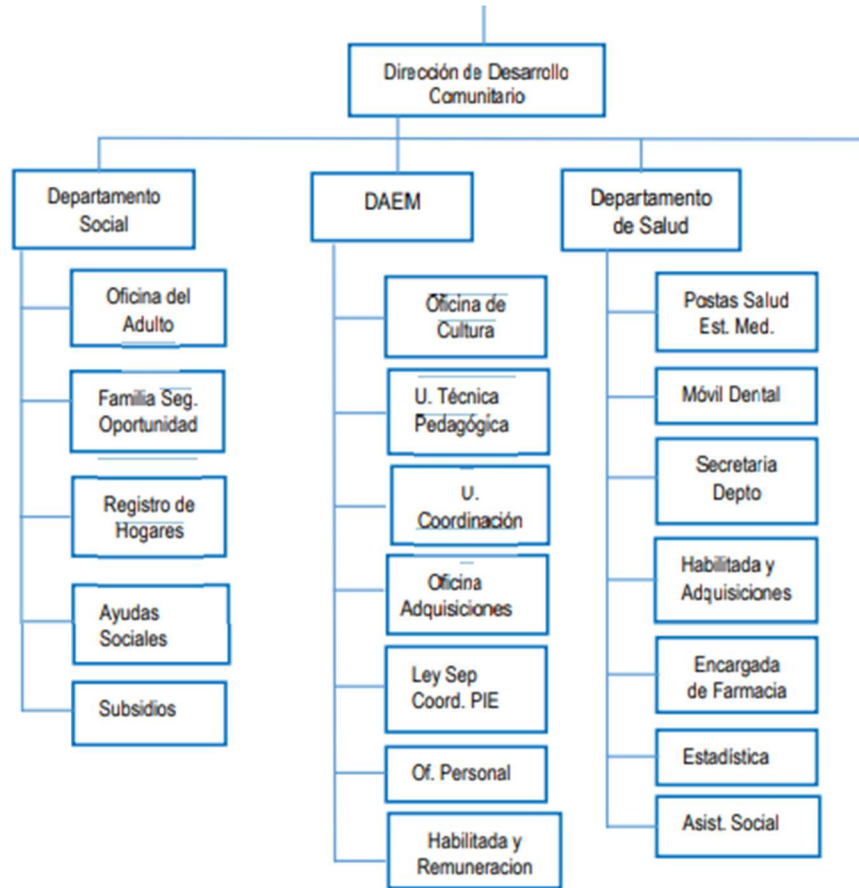 Dirección de Desarrollo
Comunitario
Departamento
Social
Oficina del
Adulto
Familia Seg.
Oportunidad
Registro de
Hogares
Ayudas
Sociales
Subsidios
DAEM
Oficina de
Cultura
U. Técnica
Pedagógica
U.
Coordinación
Oficina
Adquisiciones
Ley Sep
Coord. PIE
Of. Personal
Habilitada y
Remuneracion
Departamento
de Salud
Postas Salud
Est. Med.
Móvil Dental
Secretaria
Depto
Habilitada y
Adquisiciones
Encargada
de Farmacia
Estadística
Asist. Social